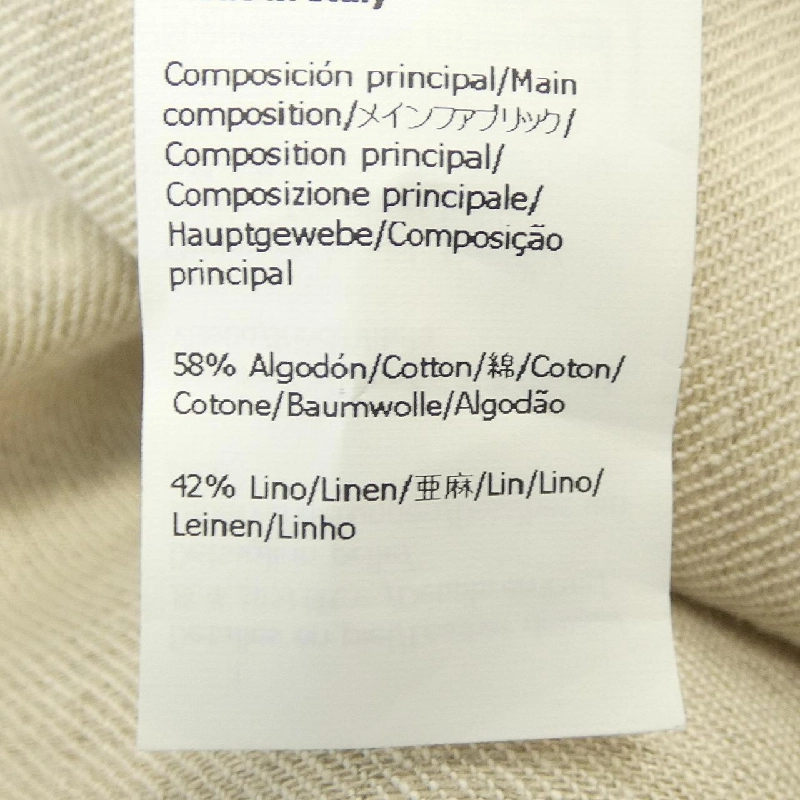 Composición principal/Main
composition/メインファブリック/
Composition principal/
Composizione principale/
Hauptgewebe/Composição
principal
58% Algodón/Cotton/綿/Coton/
Cotone/Baumwolle/Algodão
42% Lino/Linen/亜麻/Lin/Lino/
Leinen/Linho